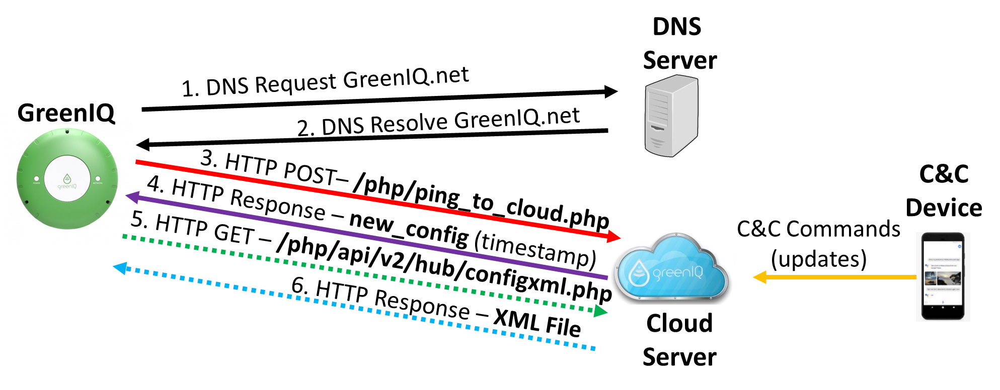 DNS
Server
1. DNS Request GreenIQ.net
GreenIQ
2. DNS Resolve GreenIQ.net
3. HTTP POST– /php/ping_to_cloud.php
4. HTTP Response – new_config (timestamp)
5. HTTP GET – /php/api/v2/hub/configxml.php
6. HTTP Response – XML File
greenIQ
greenIQ
Cloud
Server
C&C
Device
C&C Commands
(updates)